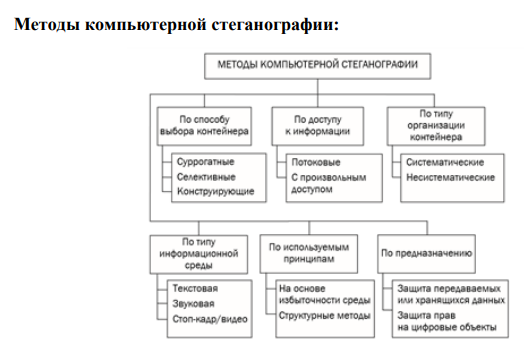 Методы компьютерной стеганографии:
МЕТОДЫ КОМПЬЮТЕРНОЙ СТЕГАНОГРАФИИ
По способу
выбора контейнера
Суррогатные
Селективные
Конструирующие
По доступу
к информации
Потоковые
С произвольным
доступом
По типу
организации
контейнера
Систематические
Несистематические
По типу
информационной
среды
Текстовая
Звуковая
Стоп-кадр/видео
По используемым
принципам
На основе
избыточности среды
Структурные методы
По предназначению
Защита передаваемых
или хранящихся данных
Защита прав
на цифровые объекты